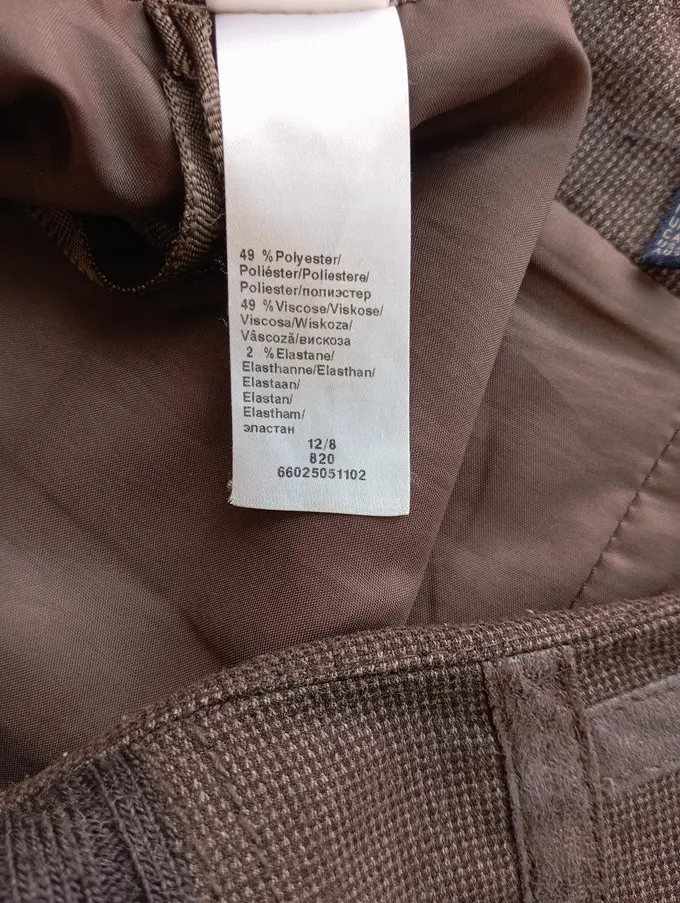 49 % Polyester/
Poliéster/Poliestere/
Poliester/полиэстер
49 % Viscose/Viskose/
Viscosa/Wiskoza/
Vâscoză/вискоза
2 % Elastane/
Elasthanne/Elasthan/
Elastaan/
Elastan/
Elastham/
эластан
12/8
820
66025051102